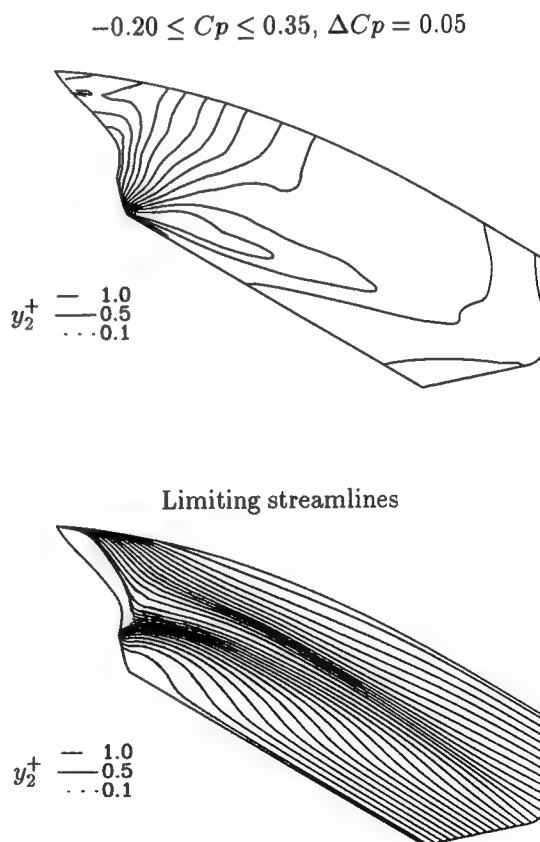 −0.20 ≤ Cp ≤ 0.35, ΔCp = 0.05
— 1.0
y₂⁺ — 0.5
· · · 0.1
Limiting streamlines
— 1.0
y₂⁺ — 0.5
· · · 0.1